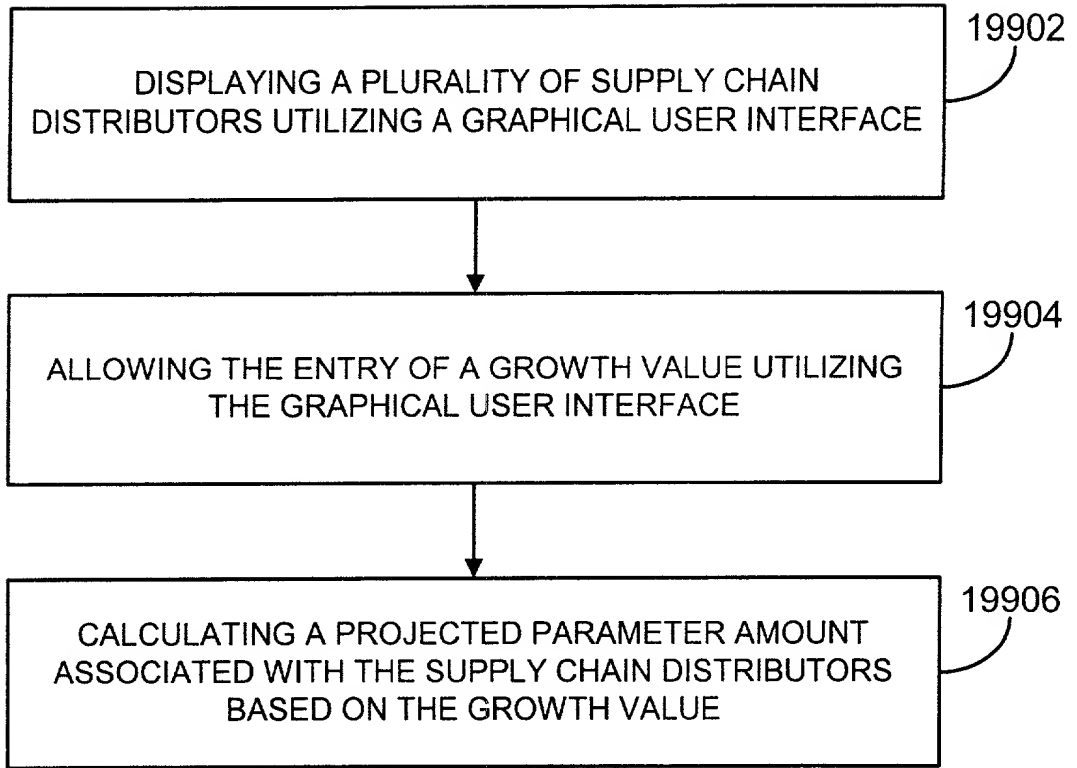 19902
DISPLAYING A PLURALITY OF SUPPLY CHAIN
DISTRIBUTORS UTILIZING A GRAPHICAL USER INTERFACE
19904
ALLOWING THE ENTRY OF A GROWTH VALUE UTILIZING
THE GRAPHICAL USER INTERFACE
19906
CALCULATING A PROJECTED PARAMETER AMOUNT
ASSOCIATED WITH THE SUPPLY CHAIN DISTRIBUTORS
BASED ON THE GROWTH VALUE